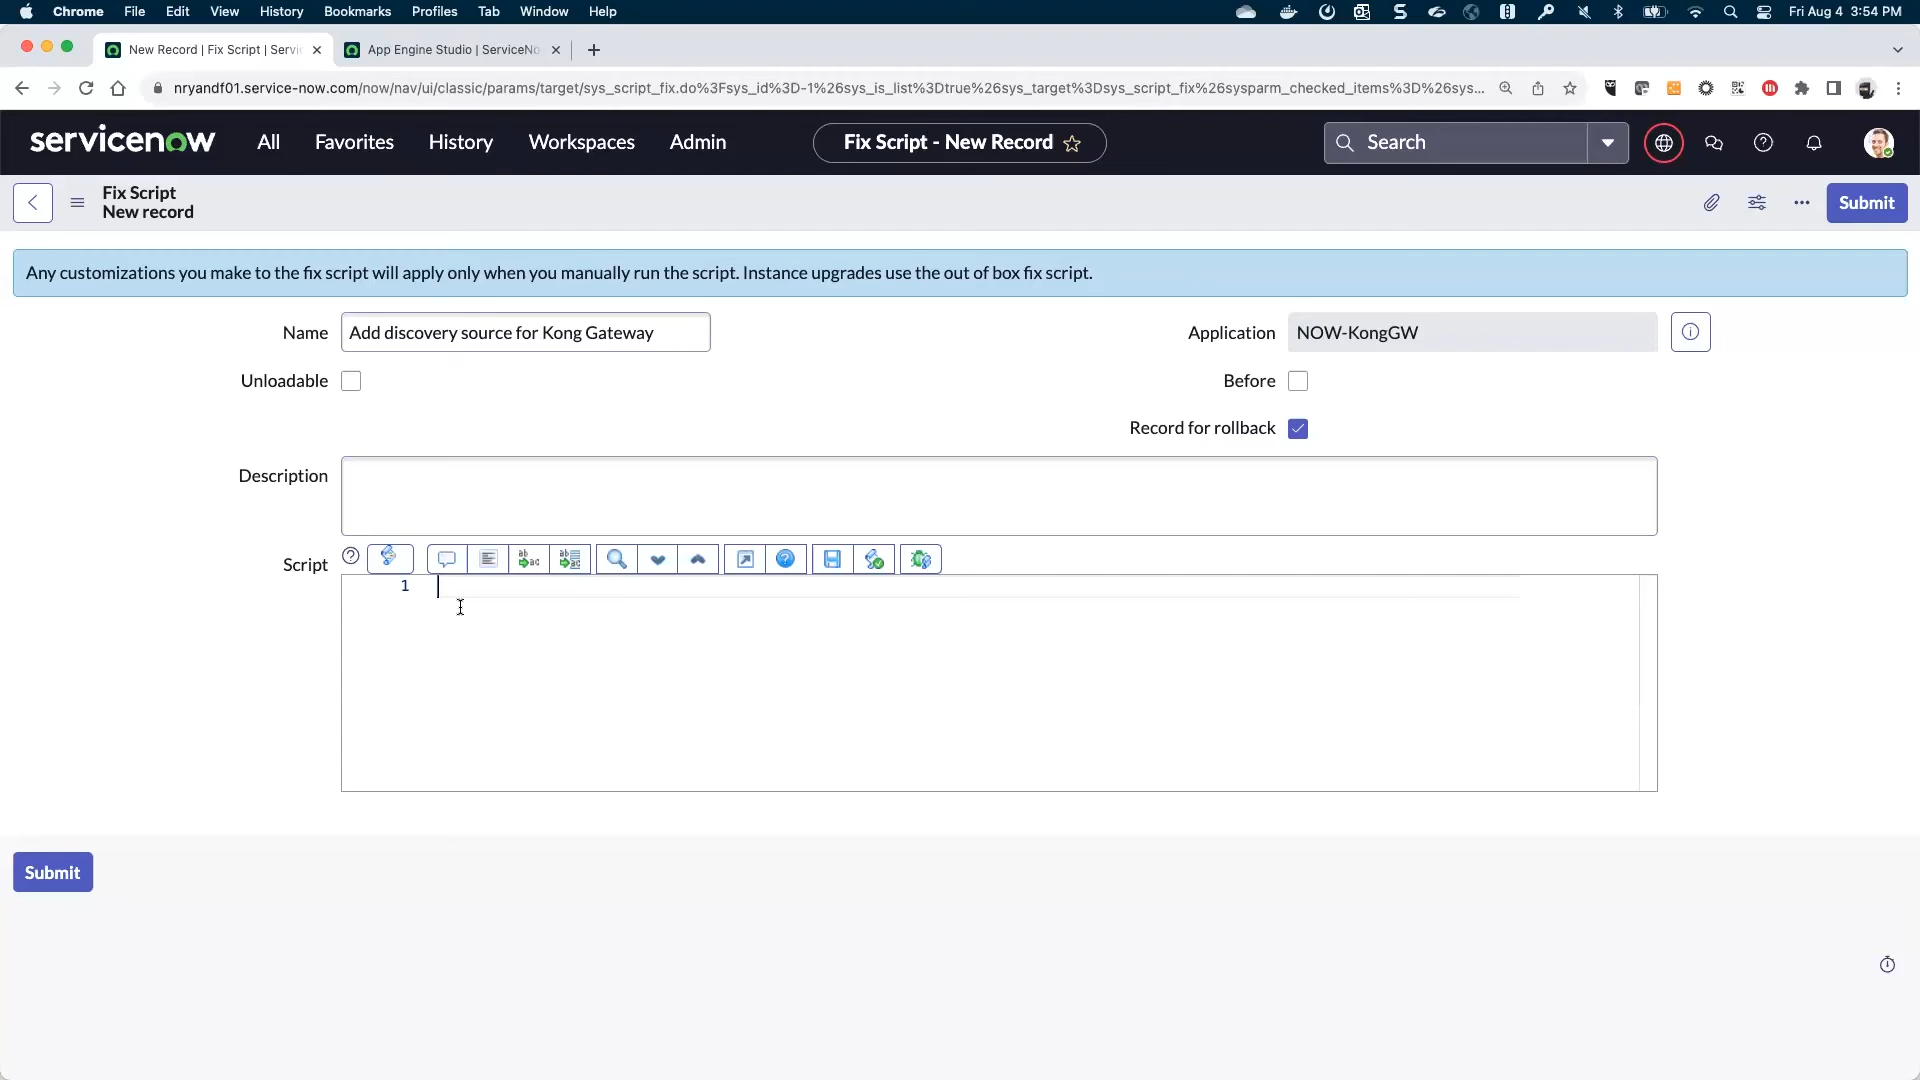 Chrome File Edit View History Bookmarks Profiles Tab Window Help Fri Aug 4 3:54 PM
New Record | Fix Script | Servic App Engine Studio | ServiceNo
nryandf01.service-now.com/now/nav/ui/classic/params/target/sys_script_fix.do%3Fsys_id%3D-1%26sys_is_list%3Dtrue%26sys_target%3Dsys_script_fix%26sysparm_checked_items%3D%26sys...
servicenow All Favorites History Workspaces Admin Fix Script - New Record Search
Fix Script
New record
Submit
Any customizations you make to the fix script will apply only when you manually run the script. Instance upgrades use the out of box fix script.
Name Add discovery source for Kong Gateway Application NOW-KongGW
Unloadable Before
Record for rollback
Description
Script
1
Submit